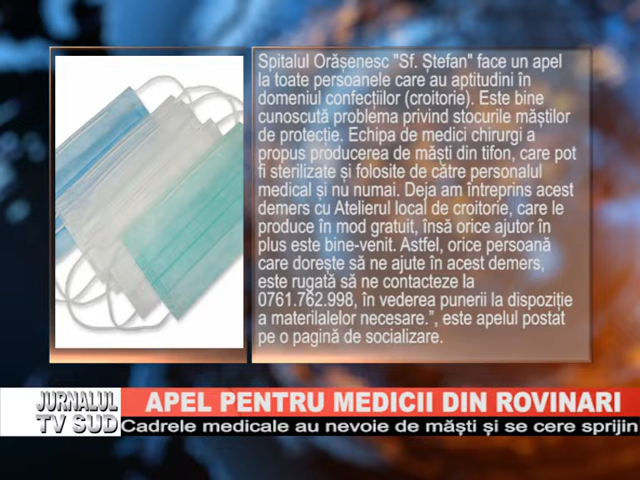 Spitalul Orășenesc "Sf. Ștefan" face un apel
la toate persoanele care au aptitudini în
domeniul confecțiilor (croitorie). Este bine
cunoscută problema privind stocurile măștilor
de protecție. Echipa de medici chirurgi a
propus producerea de măști din tifon, care pot
fi sterilizate și folosite de către personalul
medical și nu numai. Deja am întreprins acest
demers cu Atelierul local de croitorie, care le
produce în mod gratuit, însă orice ajutor în
plus este bine-venit. Astfel, orice persoană
care dorește să ne ajute în acest demers,
este rugată să ne contacteze la
0761.762.998, în vederea punerii la dispoziție
a materilalelor necesare.”, este apelul postat
pe o pagină de socializare.
JURNALUL
TV SUD
APEL PENTRU MEDICII DIN ROVINARI
Cadrele medicale au nevoie de măști și se cere sprijin